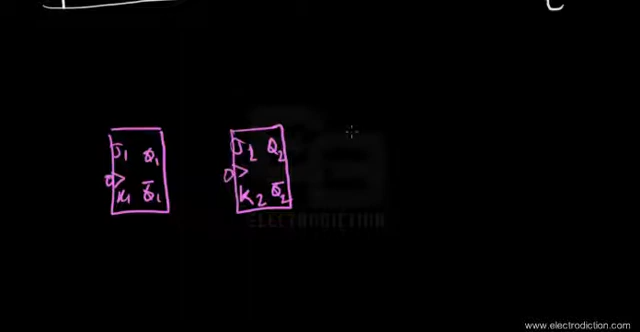 J1 Q1
K1 Q̄1
J2 Q2
K2 Q̄2
ELECTRODICTION
www.electrodiction.com